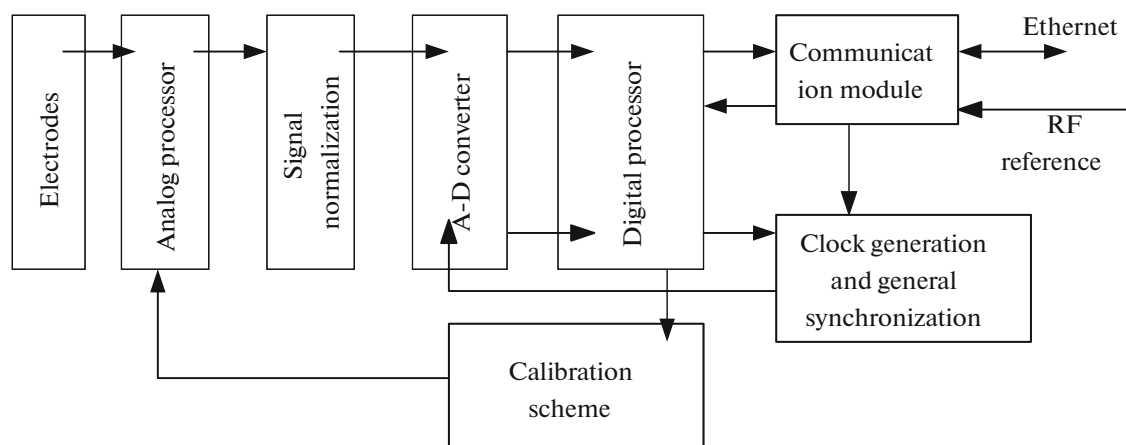 Electrodes
Analog processor
Signal
normalization
A-D converter
Digital processor
Communicat
ion module
Ethernet
RF
reference
Clock generation
and general
synchronization
Calibration
scheme